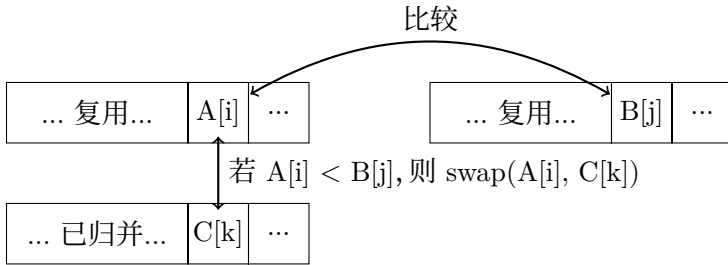 比较
... 复用... A[i] ... ... 复用... B[j] ...
若 A[i] < B[j], 则 swap(A[i], C[k])
... 已归并... C[k] ...